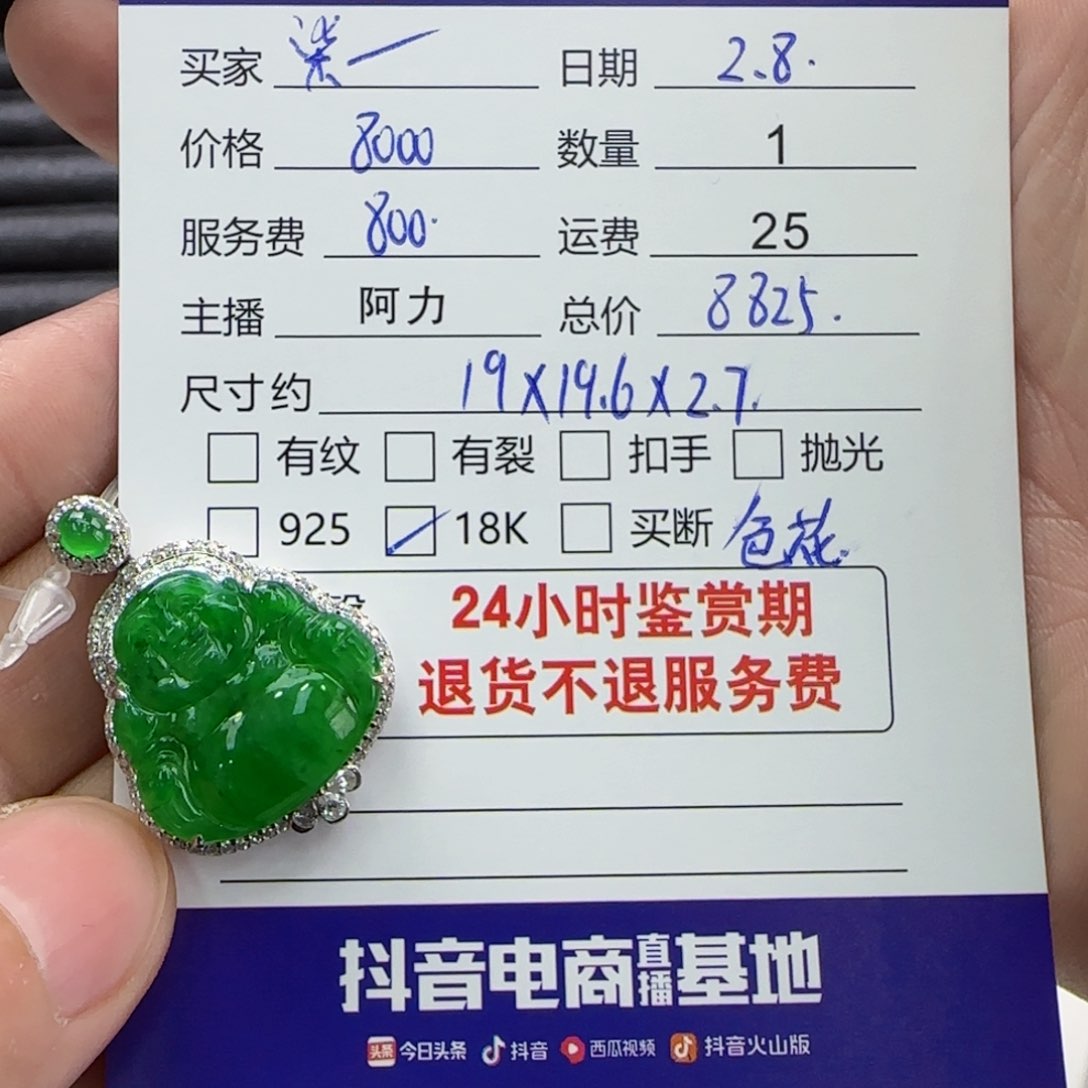 买家 柒一 日期 2.8.
价格 8000 数量 1
服务费 800. 运费 25
主播 阿力 总价 8825.
尺寸约 19X19.6X2.7.
有纹 有裂 扣手 抛光
925 18K 买断 色花.
24小时鉴赏期
退货不退服务费
抖音电商直播基地
头条 今日头条 抖音 西瓜视频 抖音火山版